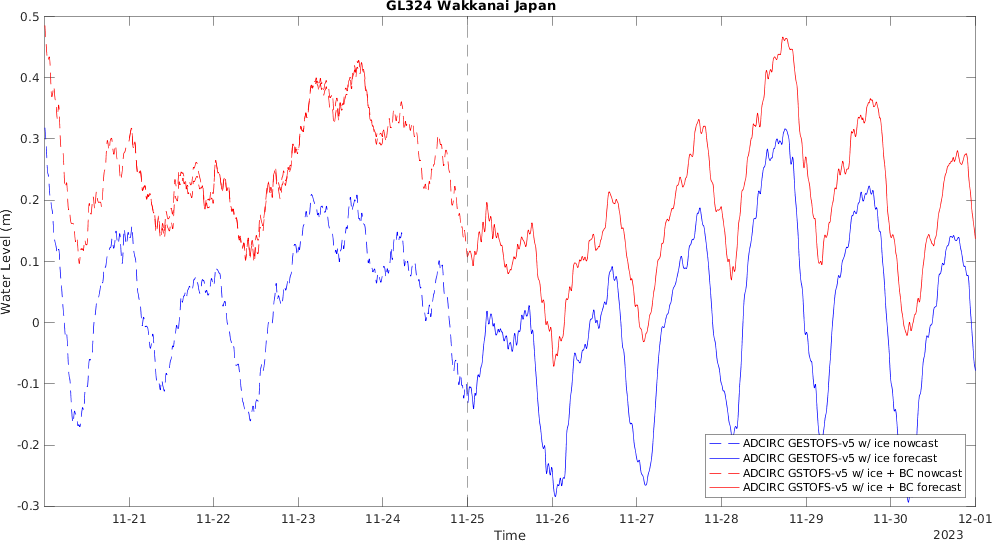 GL324 Wakkanai Japan
0.5
0.4
0.3
0.2
0.1
0
-0.1
-0.2
-0.3
Water Level (m)
11-21 11-22 11-23 11-24 11-25 11-26 11-27 11-28 11-29 11-30 12-01
Time
2023
ADCIRC GESTOFS-v5 w/ ice nowcast
ADCIRC GESTOFS-v5 w/ ice forecast
ADCIRC GSTOFS-v5 w/ ice + BC nowcast
ADCIRC GSTOFS-v5 w/ ice + BC forecast